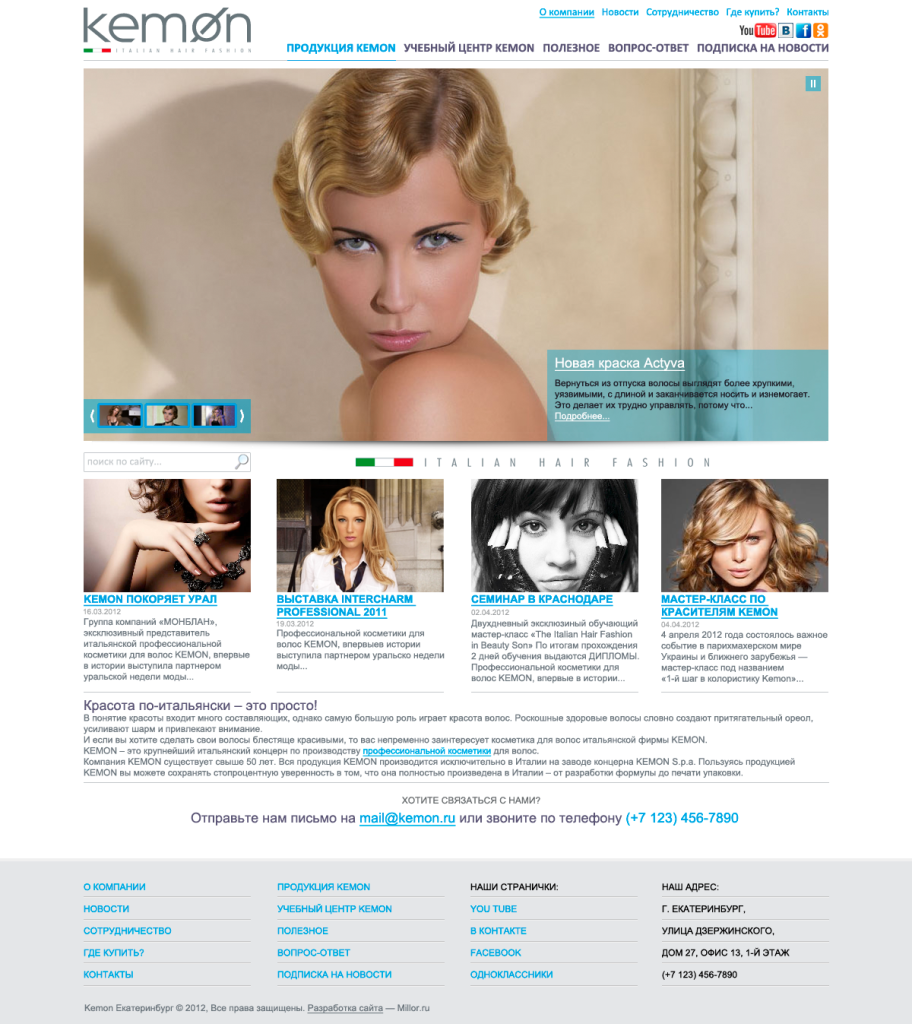 kemøn
ITALIAN HAIR FASHION
О компании Новости Сотрудничество Где купить? Контакты
You Tube B f
ПРОДУКЦИЯ KEMON УЧЕБНЫЙ ЦЕНТР KEMON ПОЛЕЗНОЕ ВОПРОС-ОТВЕТ ПОДПИСКА НА НОВОСТИ
Новая краска Actyva
Вернуться из отпуска волосы выглядят более хрупкими,
уязвимыми, с длиной и заканчивается носить и изнемогает.
Это делает их трудно управлять, потому что...
Подробнее...
поиск по сайту...
ITALIAN HAIR FASHION
KEMON ПОКОРЯЕТ УРАЛ
16.03.2012
Группа компаний «МОНБЛАН»,
эксклюзивный представитель
итальянской профессиональной
косметики для волос KEMON, впервые
в истории выступила партнером
уральской недели моды...
ВЫСТАВКА INTERCHARM
PROFESSIONAL 2011
19.03.2012
Профессиональной косметики для
волос KEMON, впервыев истории
выступила партнером уральско недели
моды...
СЕМИНАР В КРАСНОДАРЕ
02.04.2012
Двухдневный эксклюзиный обучающий
мастер-класс «The Italian Hair Fashion
in Beauty Son» По итогам прохождения
2 дней обучения выдаются ДИПЛОМЫ.
Профессиональной косметики для
волос KEMON, впервые в истории...
МАСТЕР-КЛАСС ПО
КРАСИТЕЛЯМ KEMON
04.04.2012
4 апреля 2012 года состоялось важное
событие в парихмахерском мире
Украины и ближнего зарубежья —
мастер-класс под названием
«1-й шаг в колористику Kemon»...
Красота по-итальянски – это просто!
В понятие красоты входит много составляющих, однако самую большую роль играет красота волос. Роскошные здоровые волосы словно создают притягательный ореол,
усиливают шарм и привлекают внимание.
И если вы хотите сделать свои волосы блестяще красивыми, то вас непременно заинтересует косметика для волос итальянской фирмы KEMON.
KEMON – это крупнейший итальянский концерн по производству профессиональной косметики для волос.
Компания KEMON существует свыше 50 лет. Вся продукция KEMON производится исключительно в Италии на заводе концерна KEMON S.p.a. Пользуясь продукцией
KEMON вы можете сохранять стопроцентную уверенность в том, что она полностью произведена в Италии – от разработки формулы до печати упаковки.
ХОТИТЕ СВЯЗАТЬСЯ С НАМИ?
Отправьте нам письмо на mail@kemon.ru или звоните по телефону (+7 123) 456-7890
О КОМПАНИИ
НОВОСТИ
СОТРУДНИЧЕСТВО
ГДЕ КУПИТЬ?
КОНТАКТЫ
ПРОДУКЦИЯ KEMON
УЧЕБНЫЙ ЦЕНТР KEMON
ПОЛЕЗНОЕ
ВОПРОС-ОТВЕТ
ПОДПИСКА НА НОВОСТИ
НАШИ СТРАНИЧКИ:
YOU TUBE
В КОНТАКТЕ
FACEBOOK
ОДНОКЛАССНИКИ
НАШ АДРЕС:
Г. ЕКАТЕРИНБУРГ,
УЛИЦА ДЗЕРЖИНСКОГО,
ДОМ 27, ОФИС 13, 1-Й ЭТАЖ
(+7 123) 456-7890
Kemon Екатеринбург © 2012, Все права защищены. Разработка сайта — Millor.ru